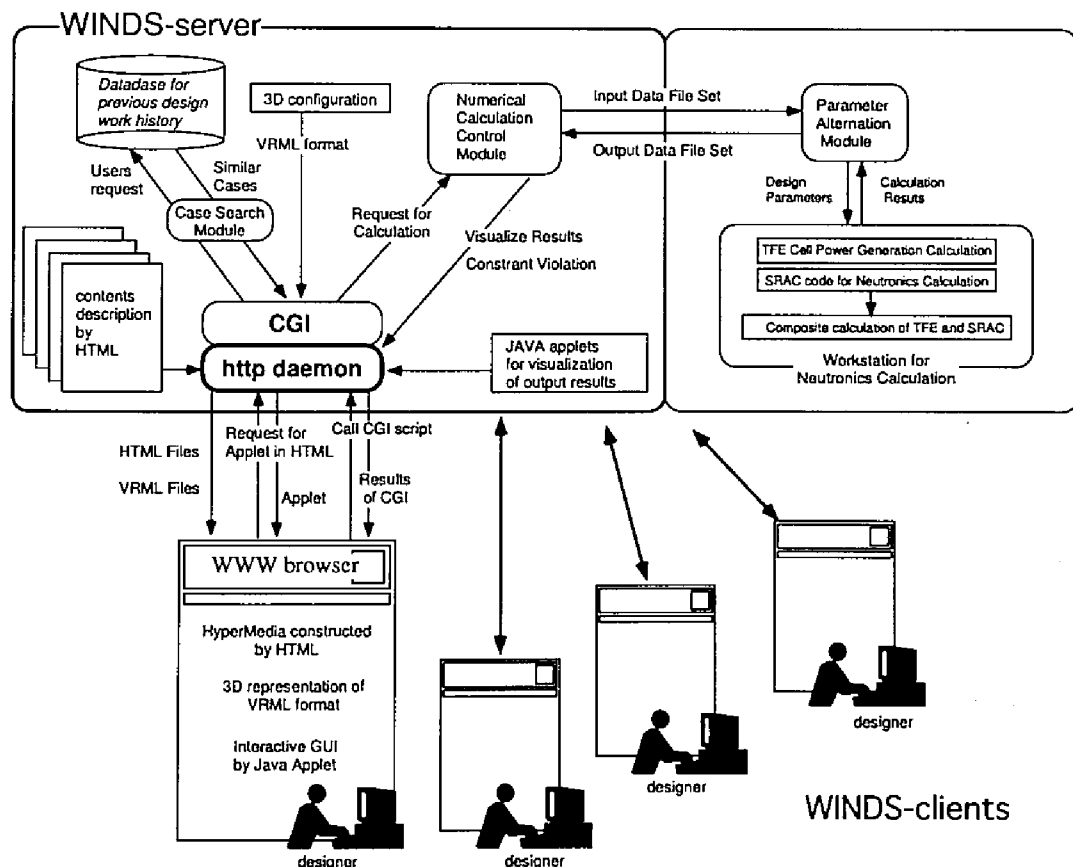 WINDS-server
Datadase for
previous design
work history
3D configuration
VRML format
Users
request
Similar
Cases
Case Search
Module
Numerical
Calculation
Control
Module
Input Data File Set
Output Data File Set
Parameter
Alternation
Module
Design
Parameters
Calculation
Resuts
Request for
Calculation
Visualize Results
Constrant Violation
TFE Cell Power Generation Calculation
SRAC code for Neutronics Calculation
Composite calculation of TFE and SRAC
Workstation for
Neutronics Calculation
contents
description
by
HTML
CGI
http daemon
JAVA applets
for visualization
of output results
HTML Files
VRML Files
Request for
Applet in HTML
Applet
Call CGI script
Results
of CGI
WWW browser
HyperMedia constructed
by HTML
3D representation of
VRML format
Interactive GUI
by Java Applet
designer
designer
designer
designer
WINDS-clients